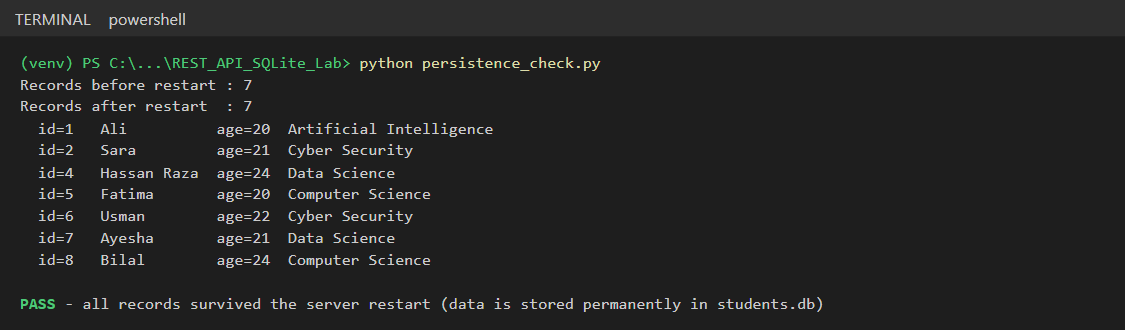 TERMINAL powershell
(venv) PS C:\...\REST_API_SQLite_Lab> python persistence_check.py
Records before restart : 7
Records after restart  : 7
  id=1   Ali          age=20  Artificial Intelligence
  id=2   Sara         age=21  Cyber Security
  id=4   Hassan Raza  age=24  Data Science
  id=5   Fatima       age=20  Computer Science
  id=6   Usman        age=22  Cyber Security
  id=7   Ayesha       age=21  Data Science
  id=8   Bilal        age=24  Computer Science
PASS - all records survived the server restart (data is stored permanently in students.db)